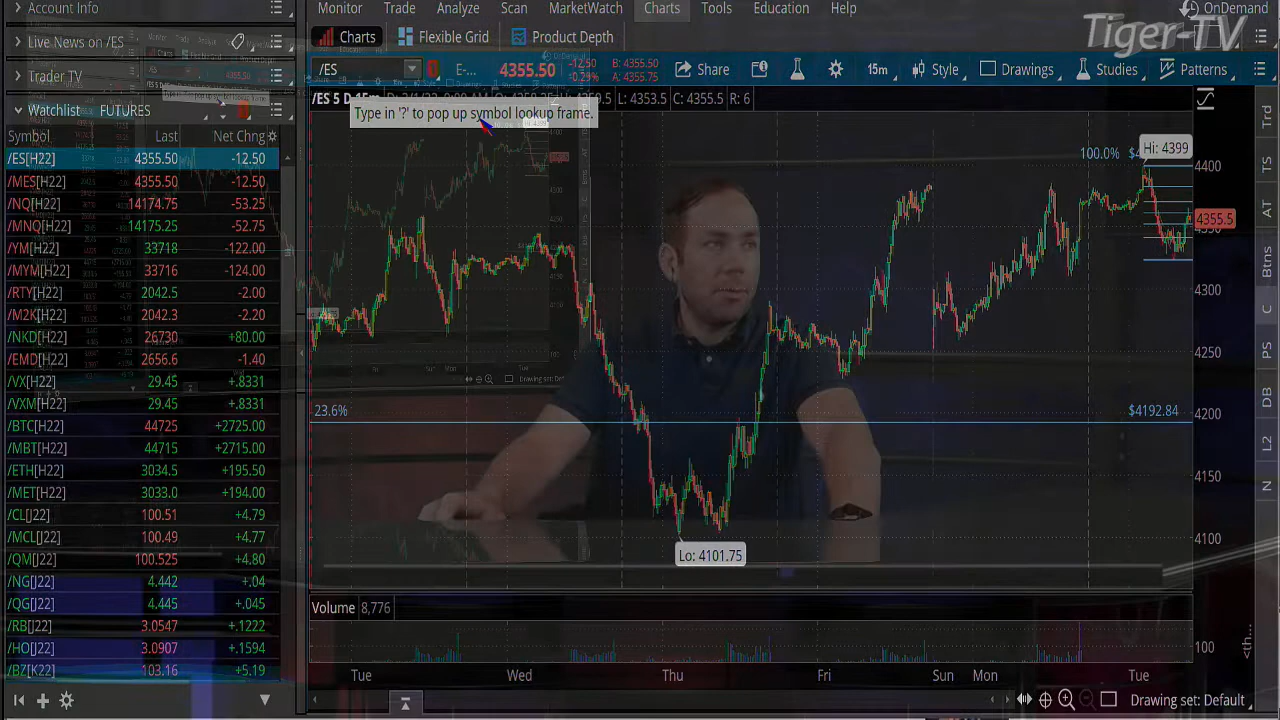 Account Info
Monitor Trade Analyze Scan MarketWatch Charts Tools Education Help OnDemand
Tiger-TV
Live News on /ES
Charts Flexible Grid Product Depth
Trader TV
/ES E-... 4355.50 -12.50 -0.29% B: 4355.50 A: 4355.75 Share 15m Style Drawings Studies Patterns
/ES 5 D 15m L: 4353.5 C: 4355.5 R: 6
Type in '?' to pop up symbol lookup frame.
Watchlist FUTURES
Symbol Last Net Chng
/ES[H22] 4355.50 -12.50
/MES[H22] 4355.50 -12.50
/NQ[H22] 14174.75 -53.25
/MNQ[H22] 14175.25 -52.75
/YM[H22] 33718 -122.00
/MYM[H22] 33716 -124.00
/RTY[H22] 2042.5 -2.00
/M2K[H22] 2042.3 -2.20
/NKD[H22] 26730 +80.00
/EMD[H22] 2656.6 -1.40
/VX[H22] 29.45 +.8331
/VXM[H22] 29.45 +.8331
/BTC[H22] 44725 +2725.00
/MBT[H22] 44715 +2715.00
/ETH[H22] 3034.5 +195.50
/MET[H22] 3033.0 +194.00
/CL[J22] 100.51 +4.79
/MCL[J22] 100.49 +4.77
/QM[J22] 100.525 +4.80
/NG[J22] 4.442 +.04
/QG[J22] 4.445 +.045
/RB[J22] 3.0547 +.1222
/HO[J22] 3.0907 +.1594
/BZ[K22] 103.16 +5.19
100.0%
Hi: 4399
4400
4355.5
4300
4250
23.6% $4192.84
4200
4150
4100
Lo: 4101.75
Volume 8,776
100
Tue Wed Thu Fri Sun Mon Tue
Drawing set: Default
Trd
TS
AT
Btns
C
PS
DB
L2
N